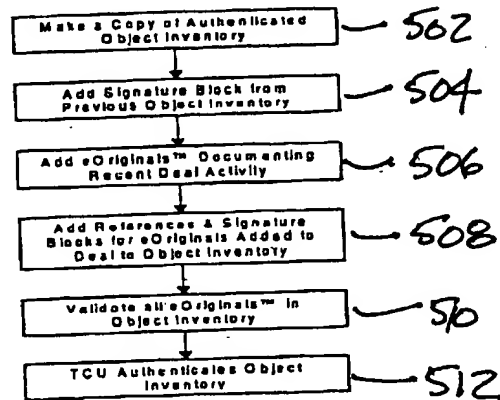 Make a Copy of Authenticated
Object Inventory
502
Add Signature Block from
Previous Object Inventory
504
Add eOriginals™ Documenting
Recent Deal Activity
506
Add References & Signature
Blocks for eOriginals Added to
Deal to Object Inventory
508
Validate all eOriginals™ in
Object Inventory
510
TCU Authenticates Object
Inventory
512